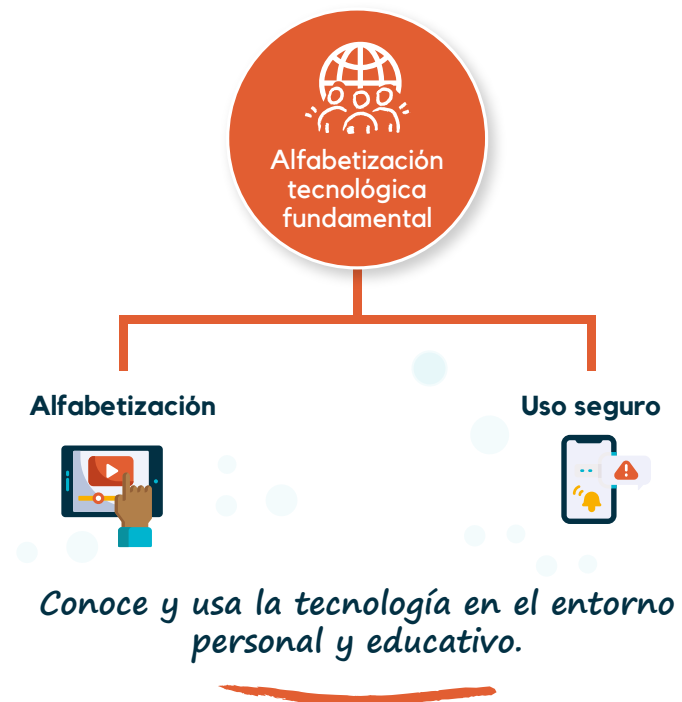 Alfabetización
tecnológica
fundamental
Alfabetización
Uso seguro
Conoce y usa la tecnología en el entorno
personal y educativo.